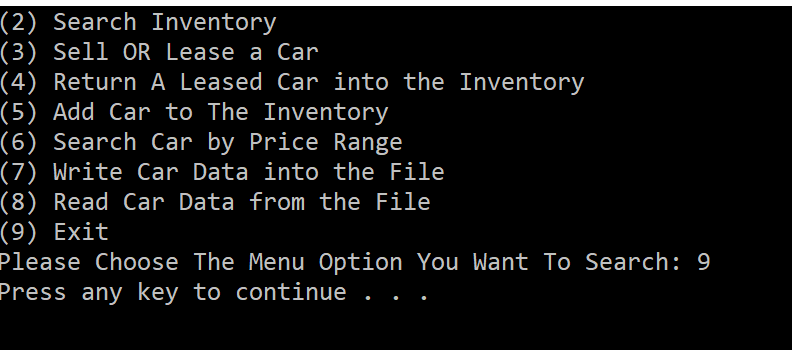 (2) Search Inventory
(3) Sell OR Lease a Car
(4) Return A Leased Car into the Inventory
(5) Add Car to The Inventory
(6) Search Car by Price Range
(7) Write Car Data into the File
(8) Read Car Data from the File
(9) Exit
Please Choose The Menu Option You Want To Search: 9
Press any key to continue . . .